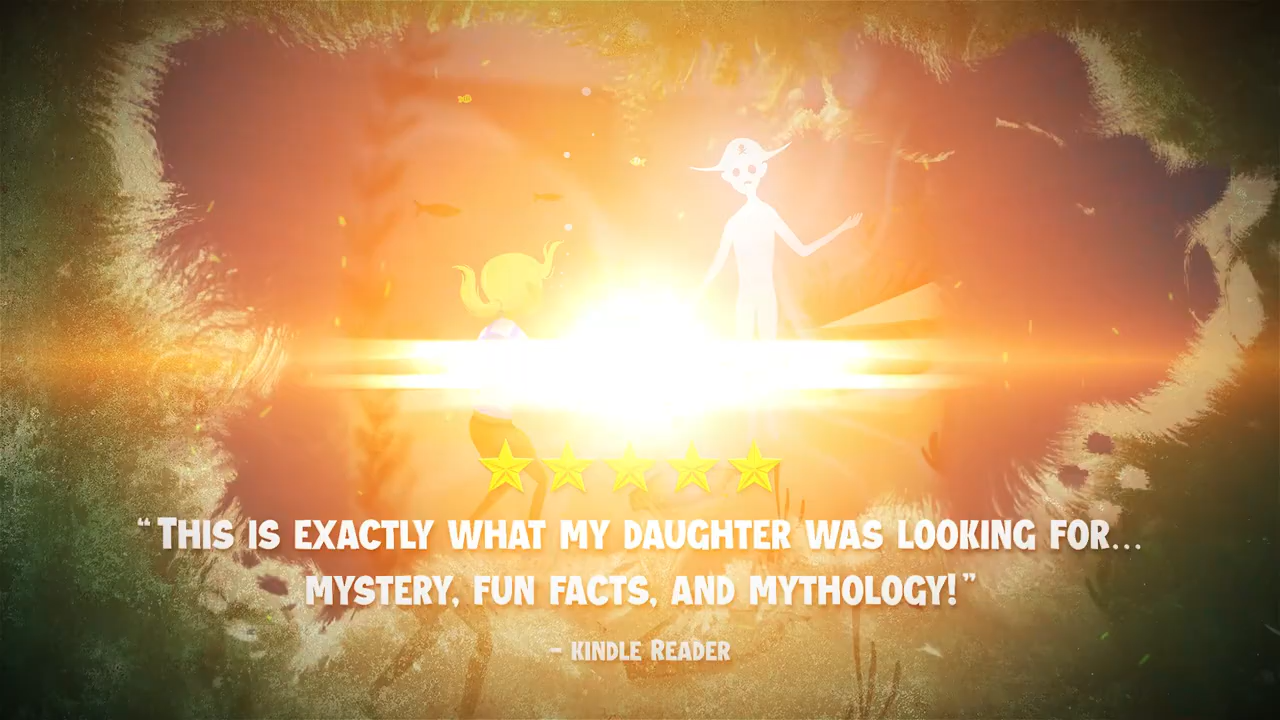 “THIS IS EXACTLY WHAT MY DAUGHTER WAS LOOKING FOR...
MYSTERY, FUN FACTS, AND MYTHOLOGY!”
– KINDLE READER